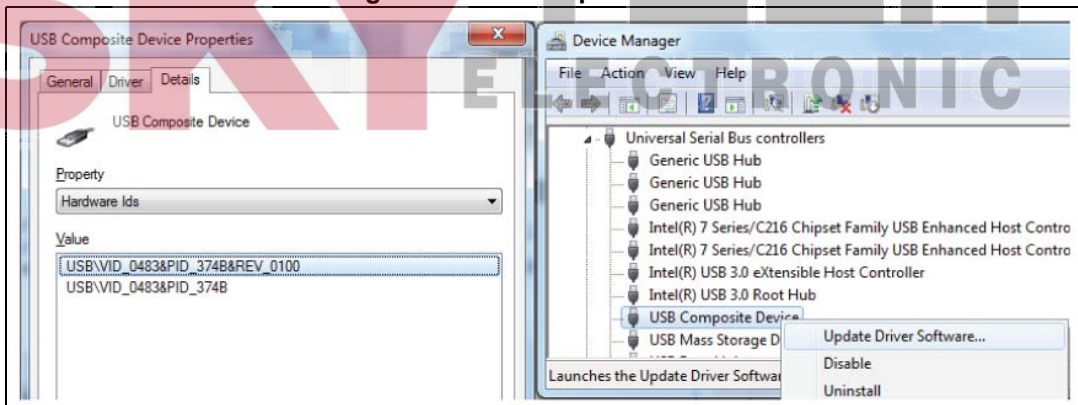 USB Composite Device Properties
General Driver Details
USB Composite Device
Property
Hardware Ids
Value
USB\VID_0483&PID_374B&REV_0100
USB\VID_0483&PID_374B
Device Manager
File Action View Help
Universal Serial Bus controllers
Generic USB Hub
Generic USB Hub
Generic USB Hub
Intel(R) 7 Series/C216 Chipset Family USB Enhanced Host Contro
Intel(R) 7 Series/C216 Chipset Family USB Enhanced Host Contro
Intel(R) USB 3.0 eXtensible Host Controller
Intel(R) USB 3.0 Root Hub
USB Composite Device
USB Mass Storage D
Launches the Update Driver Softwar
Update Driver Software...
Disable
Uninstall
SKY
ELECTRONIC